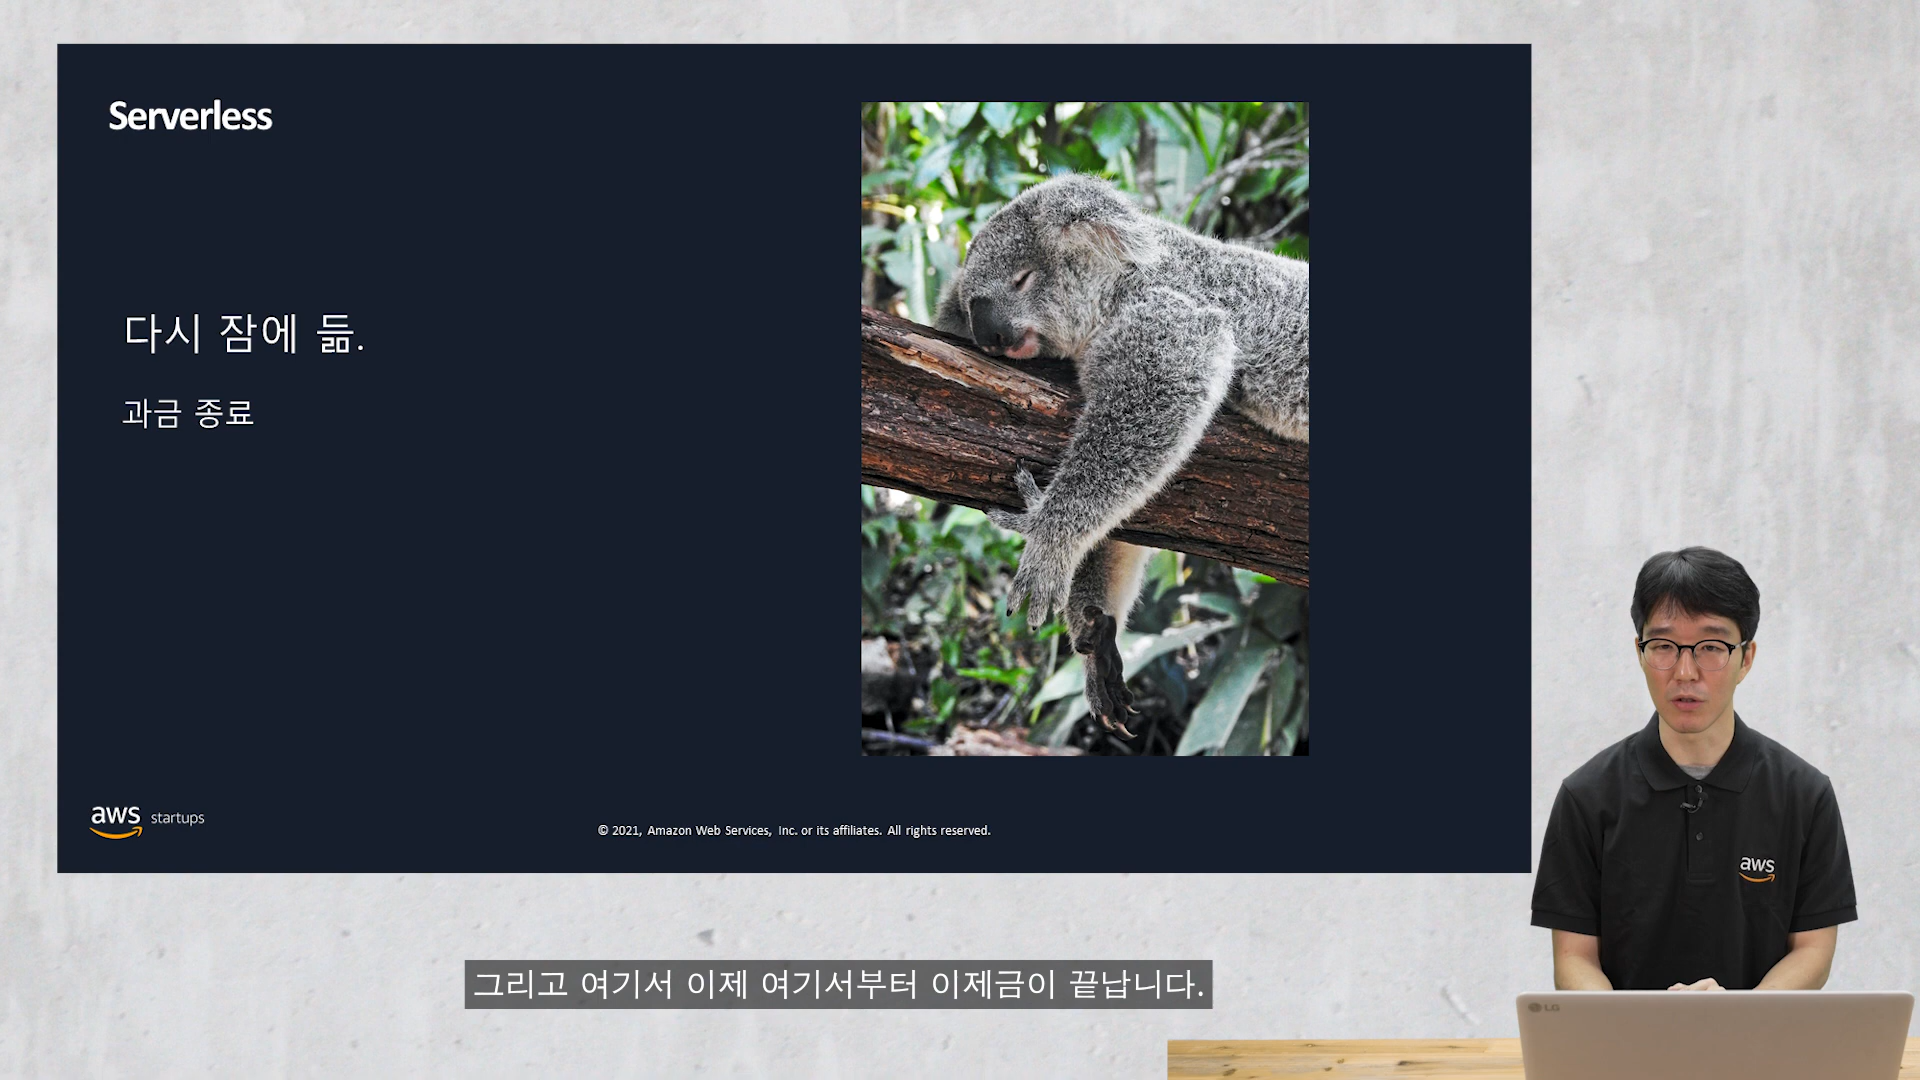 Serverless
다시 잠에 듦.
과금 종료
aws startups
© 2021, Amazon Web Services, Inc. or its affiliates. All rights reserved.
aws
그리고 여기서 이제 여기서부터 이제금이 끝납니다.
LG